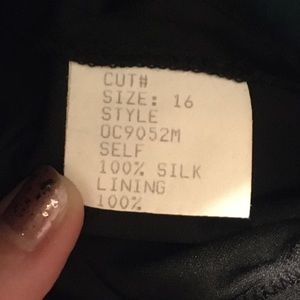 CUT#
SIZE: 16
STYLE
OC9052M
SELF
100% SILK
LINING
100%